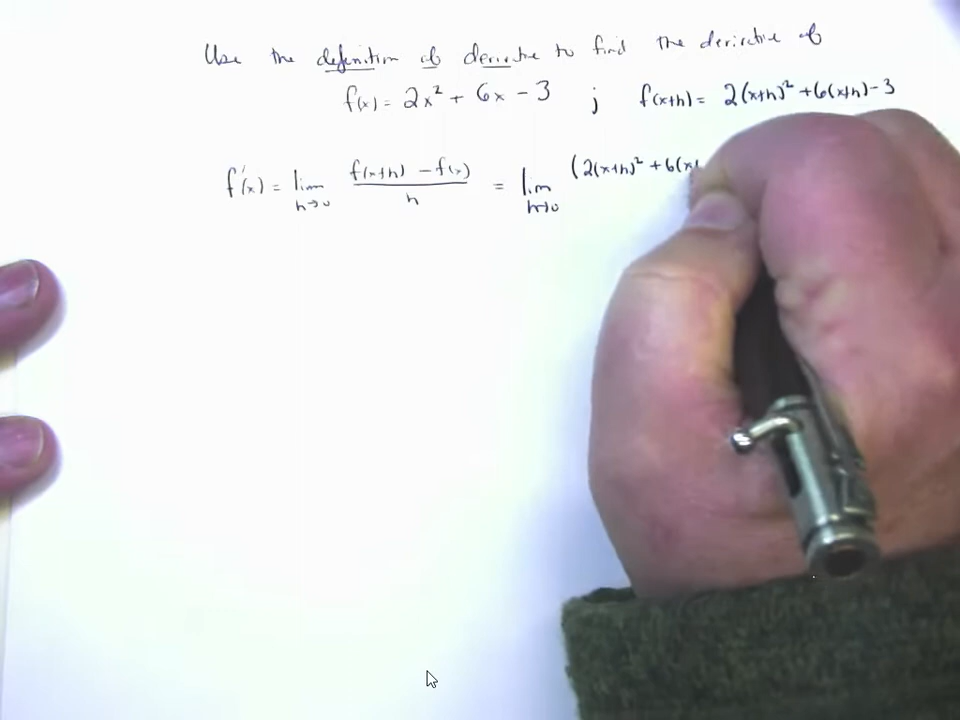 Use the definition of derivative to find the derivative of
f(x) = 2x² + 6x - 3 ; f(x+h) = 2(x+h)² + 6(x+h) - 3
f'(x) = lim h→0 f(x+h) - f(x) / h = lim h→0 (2(x+h)² + 6(x